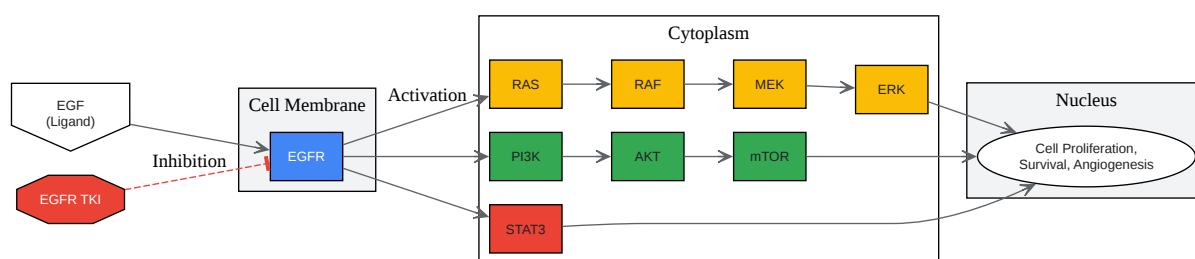 Cytoplasm
EGF
(Ligand)
Cell Membrane
Activation
RAS
RAF
MEK
ERK
Nucleus
Inhibition
EGFR
PI3K
AKT
mTOR
Cell Proliferation,
Survival, Angiogenesis
EGFR TKI
STAT3